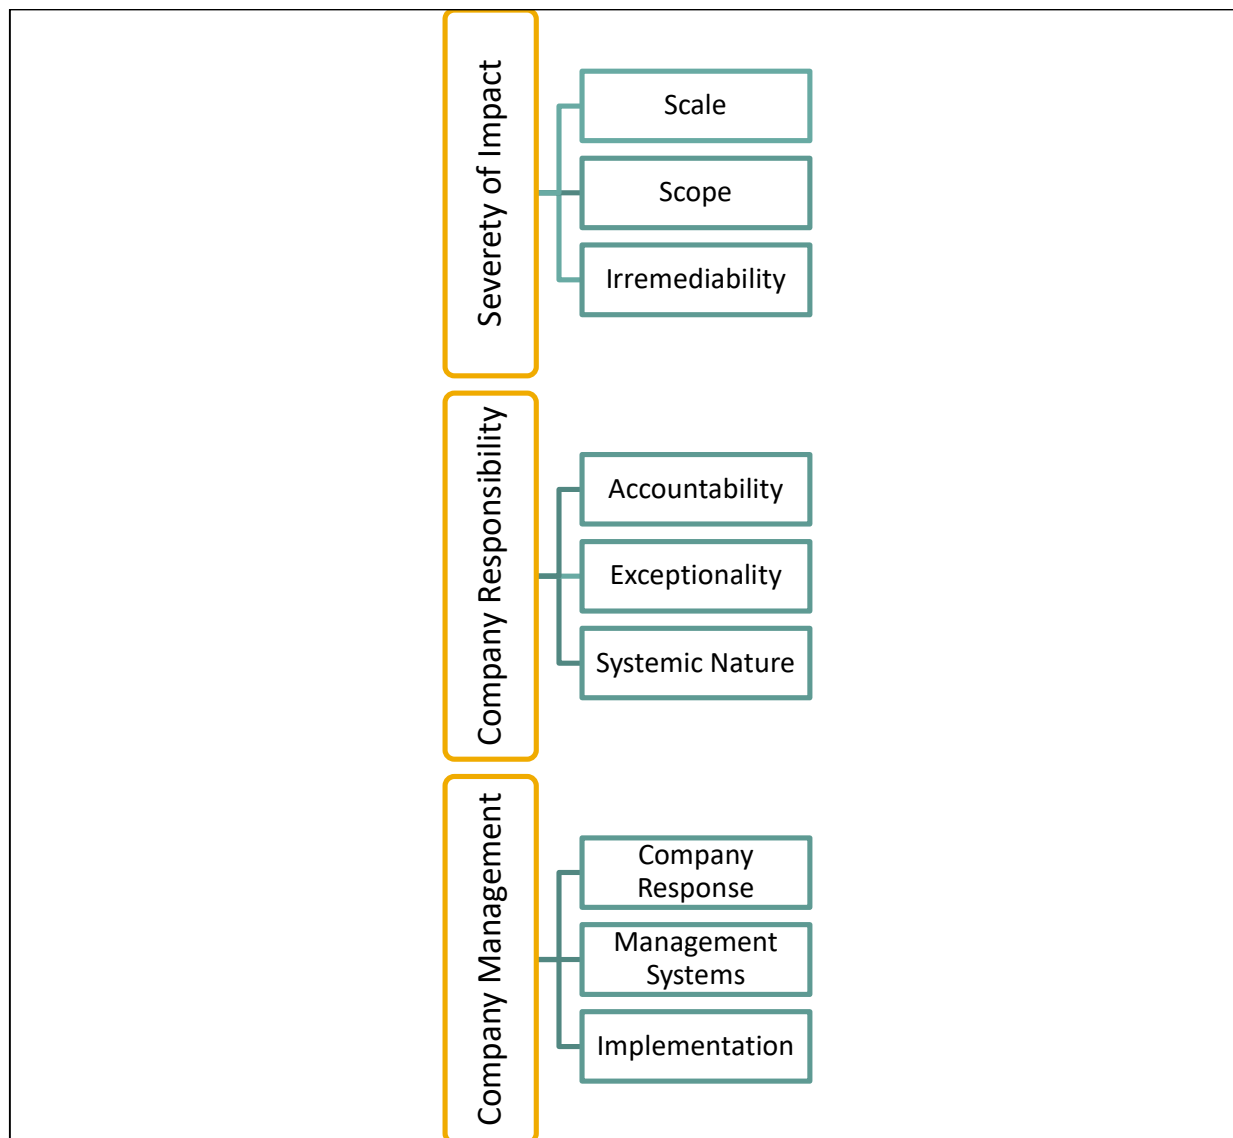 Severety of Impact
Scale
Scope
Irremediability
Company Responsibility
Accountability
Exceptionality
Systemic Nature
Company Management
Company
Response
Management
Systems
Implementation